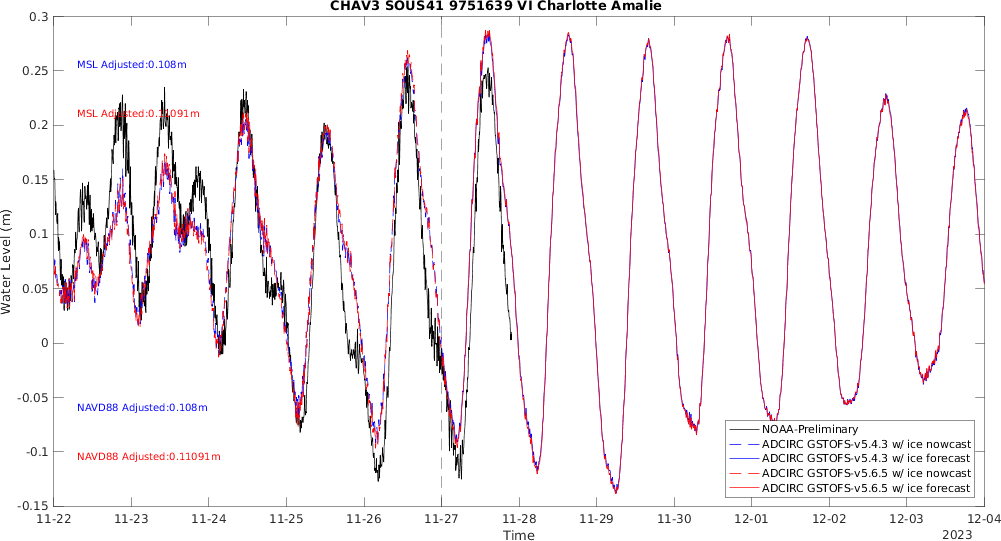 CHAV3 SOUS41 9751639 VI Charlotte Amalie
0.3
0.25
0.2
0.15
0.1
0.05
0
-0.05
-0.1
-0.15
Water Level (m)
MSL Adjusted:0.108m
MSL Adjusted:0.11091m
NAVD88 Adjusted:0.108m
NAVD88 Adjusted:0.11091m
NOAA-Preliminary
ADCIRC GSTOFS-v5.4.3 w/ ice nowcast
ADCIRC GSTOFS-v5.4.3 w/ ice forecast
ADCIRC GSTOFS-v5.6.5 w/ ice nowcast
ADCIRC GSTOFS-v5.6.5 w/ ice forecast
11-22 11-23 11-24 11-25 11-26 11-27 11-28 11-29 11-30 12-01 12-02 12-03 12-04
Time
2023